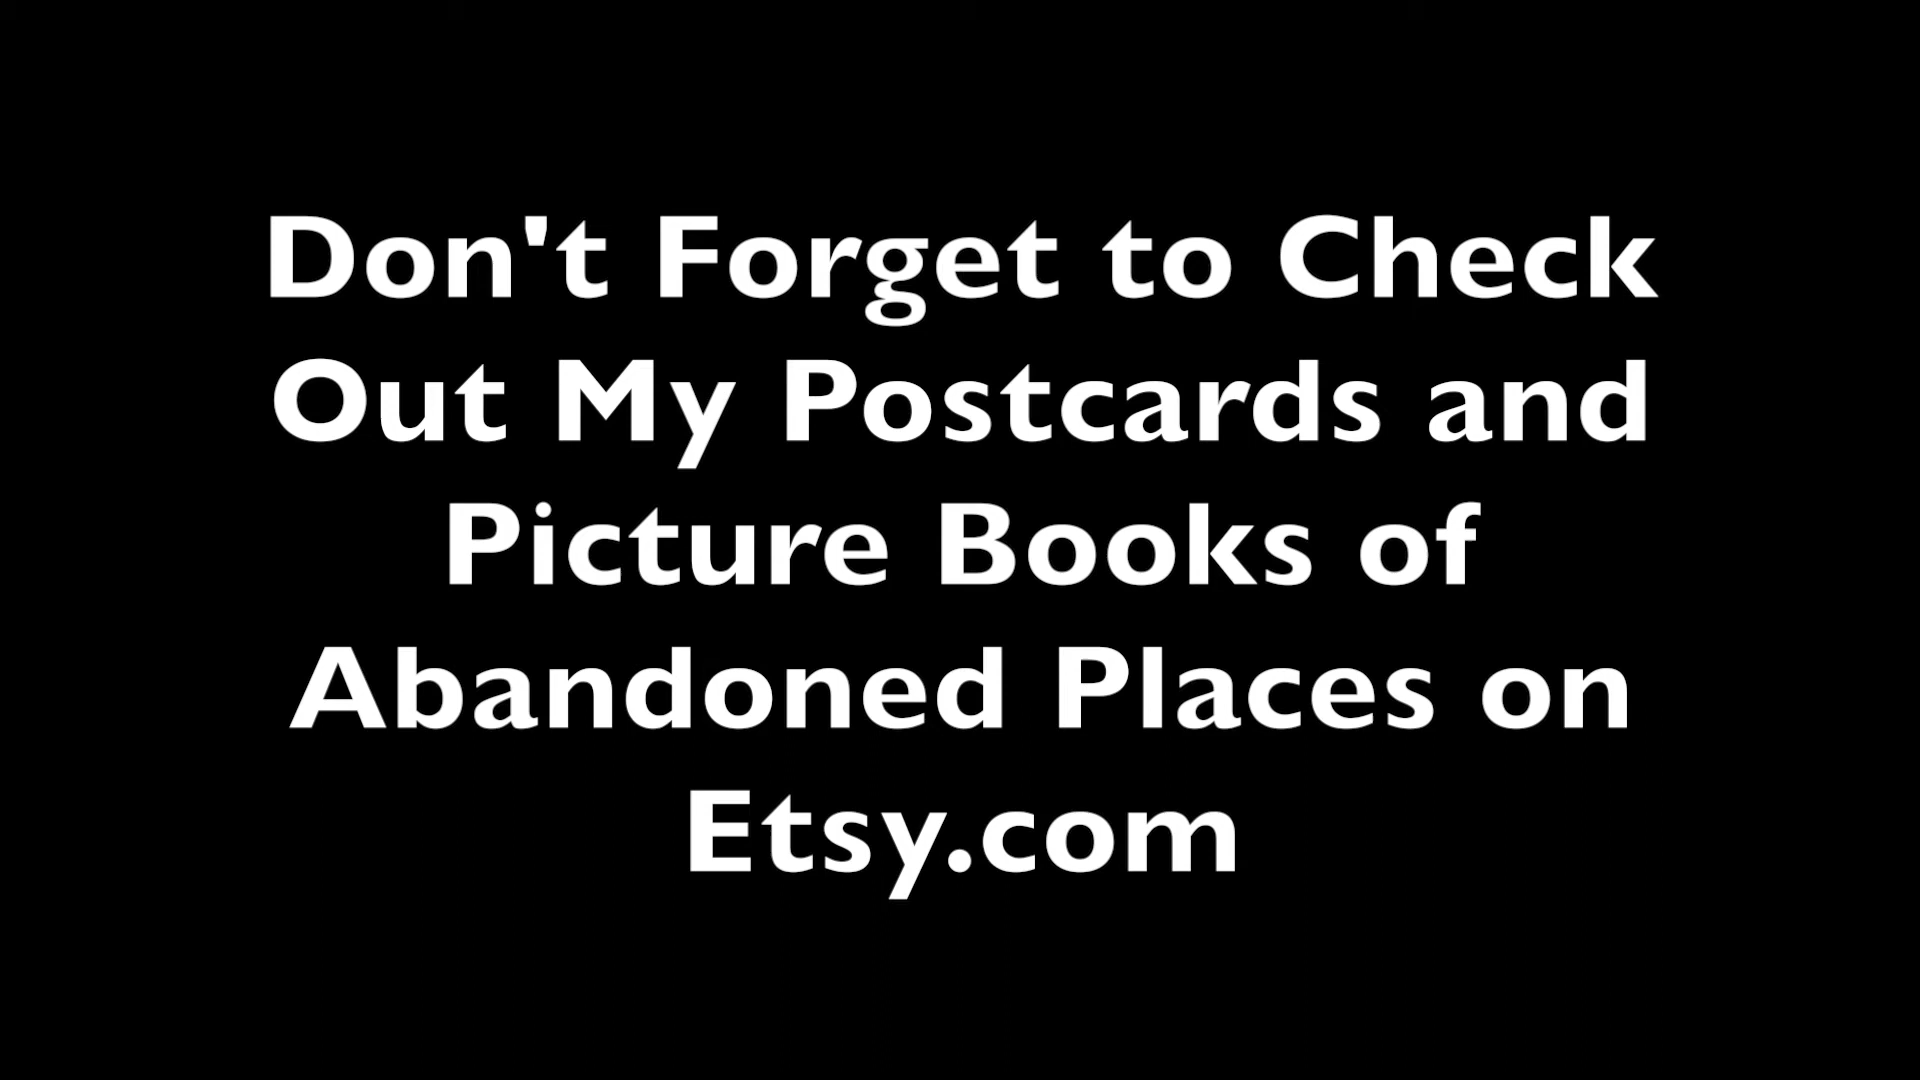 Don't Forget to Check
Out My Postcards and
Picture Books of
Abandoned Places on
Etsy.com